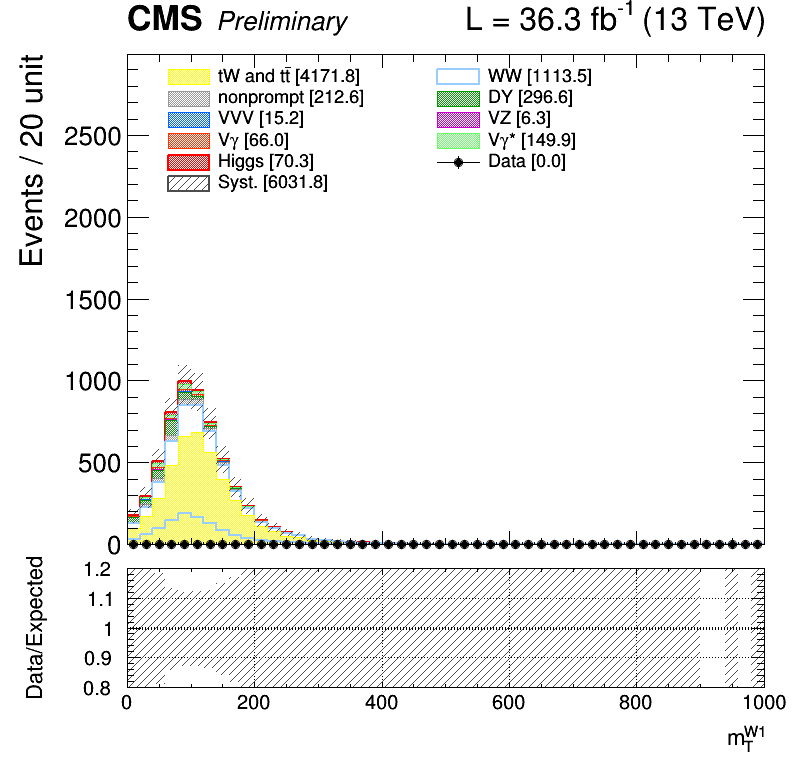 CMS Preliminary L = 36.3 fb⁻¹ (13 TeV)
Events / 20 unit
tW and tt̄ [4171.8]
WW [1113.5]
nonprompt [212.6]
DY [296.6]
VVV [15.2]
VZ [6.3]
Vγ [66.0]
Vγ* [149.9]
Higgs [70.3]
Data [0.0]
Syst. [6031.8]
2500
2000
1500
1000
500
0
Data/Expected
1.2
1.1
1
0.9
0.8
0 200 400 600 800 1000
m_T^W1